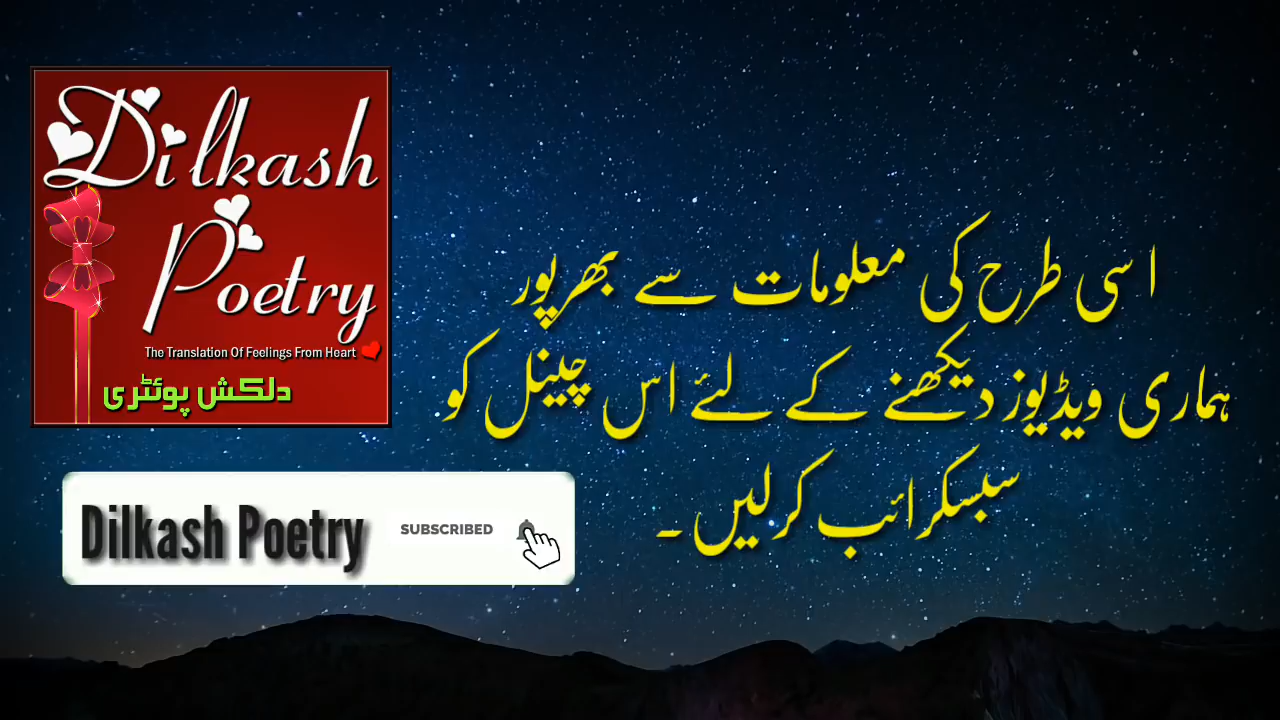 Dilkash
Poetry
The Translation Of Feelings From Heart
دلکش پوئٹری
اسی طرح کی معلومات سے بھرپور
ہماری ویڈیوز دیکھنے کے لئے اس چینل کو
سبسکرائب کرلیں۔
Dilkash Poetry
SUBSCRIBED